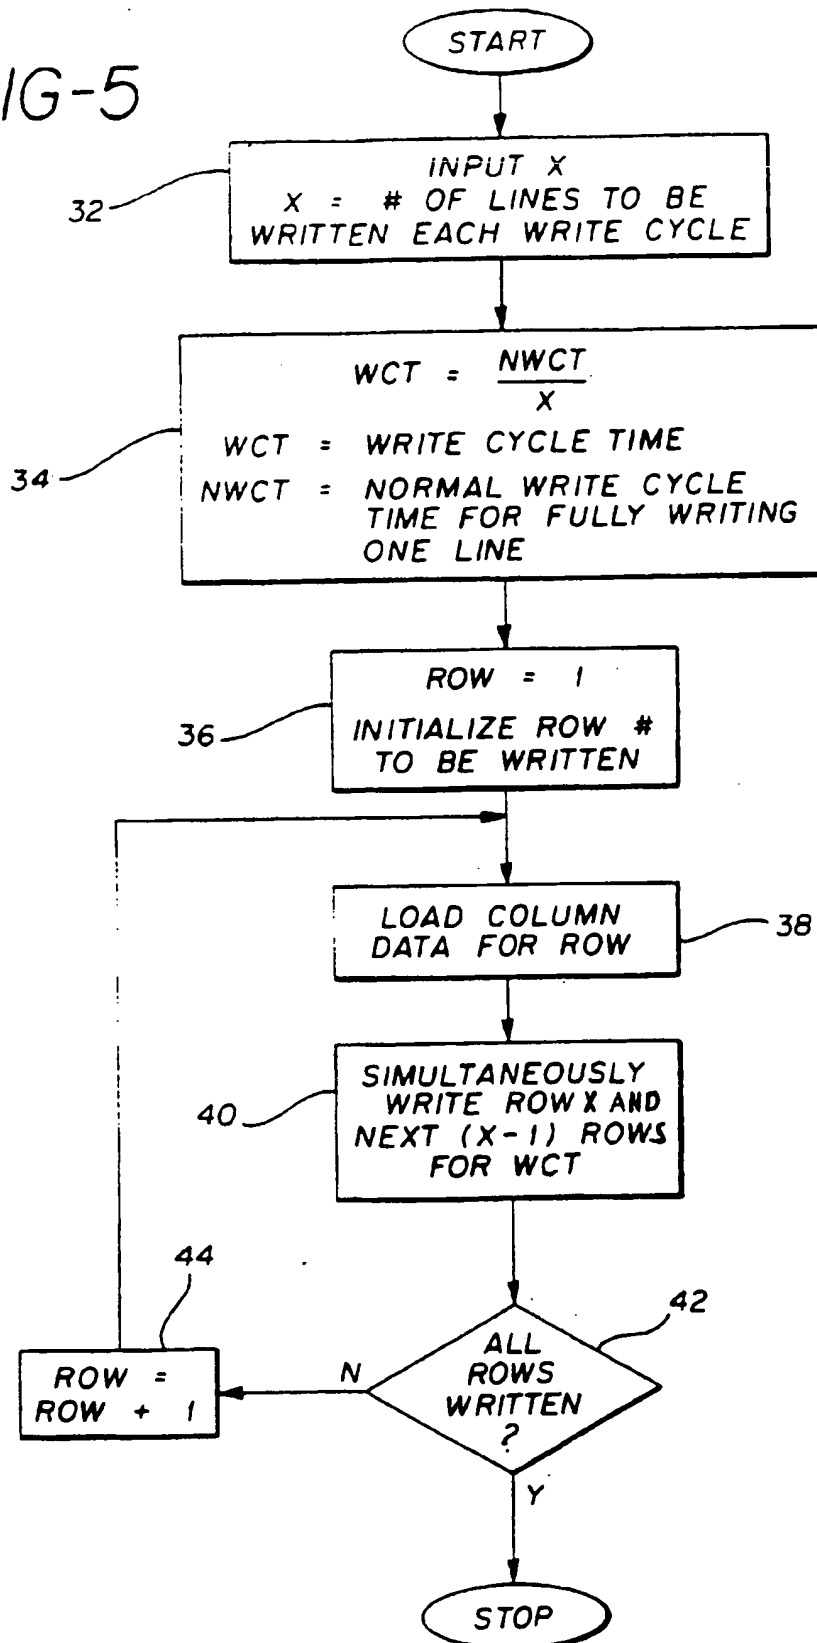 IG-5
START
INPUT X
X = # OF LINES TO BE
WRITTEN EACH WRITE CYCLE
32
WCT = NWCT
X
WCT = WRITE CYCLE TIME
NWCT = NORMAL WRITE CYCLE
TIME FOR FULLY WRITING
ONE LINE
34
ROW = 1
INITIALIZE ROW #
TO BE WRITTEN
36
LOAD COLUMN
DATA FOR ROW
38
SIMULTANEOUSLY
WRITE ROW X AND
NEXT (X-1) ROWS
FOR WCT
40
44
42
ALL
ROWS
WRITTEN
?
N
ROW =
ROW + 1
Y
STOP